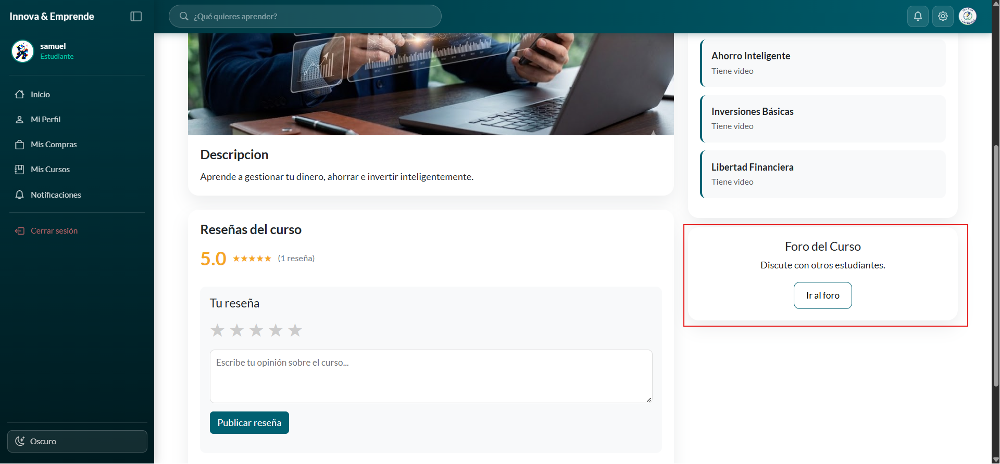 Innova & Emprende
samuel
Estudiante
Inicio
Mi Perfil
Mis Compras
Mis Cursos
Notificaciones
Cerrar sesión
Oscuro
¿Qué quieres aprender?
Descripcion
Aprende a gestionar tu dinero, ahorrar e invertir inteligentemente.
Reseñas del curso
5.0 ★★★★★ (1 reseña)
Tu reseña
Escribe tu opinión sobre el curso...
Publicar reseña
Ahorro Inteligente
Tiene video
Inversiones Básicas
Tiene video
Libertad Financiera
Tiene video
Foro del Curso
Discute con otros estudiantes.
Ir al foro